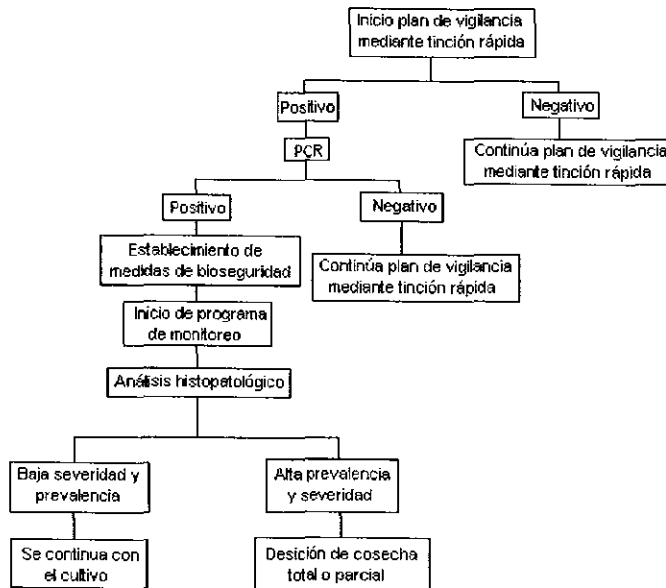 Inicio plan de vigilancia
mediante tinción rápida
Positivo
Negativo
PCR
Continúa plan de vigilancia
mediante tinción rápida
Positivo
Negativo
Establecimiento de
medidas de bioseguridad
Continúa plan de vigilancia
mediante tinción rápida
Inicio de programa
de monitoreo
Análisis histopatológico
Baja severidad y
prevalencia
Alta prevalencia
y severidad
Se continua con
el cultivo
Desición de cosecha
total o parcial